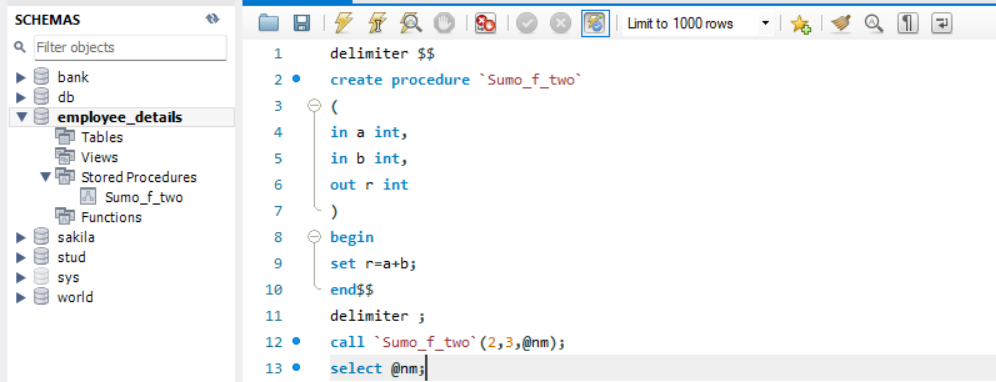 SCHEMAS
Filter objects
bank
db
employee_details
Tables
Views
Stored Procedures
Sumo_f_two
Functions
sakila
stud
sys
world
Limit to 1000 rows
1 delimiter $$
2 create procedure `Sumo_f_two`
3 (
4 in a int,
5 in b int,
6 out r int
7 )
8 begin
9 set r=a+b;
10 end$$
11 delimiter ;
12 call `Sumo_f_two`(2,3,@nm);
13 select @nm;